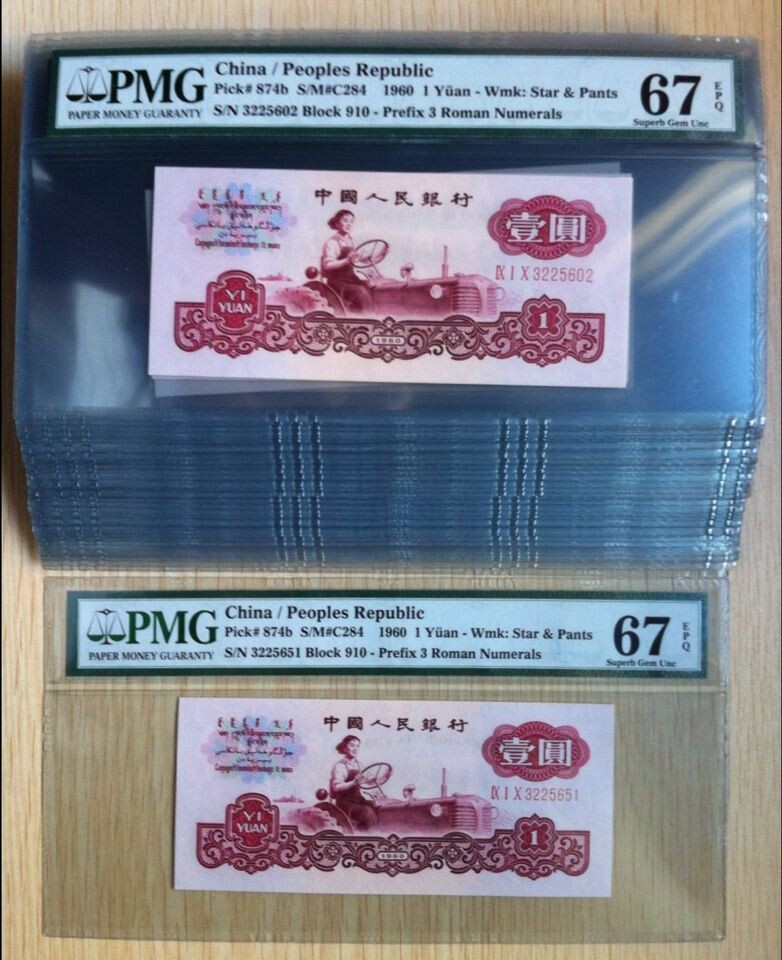 PMG
PAPER MONEY GUARANTY
China / Peoples Republic
Pick# 874b S/M#C284 1960 1 Yüan - Wmk: Star & Pants
S/N 3225602 Block 910 - Prefix 3 Roman Numerals
67
EPQ
Superb Gem Unc
中國人民銀行
壹圓
IX I X 3225602
YI
YUAN
1960
1
PMG
PAPER MONEY GUARANTY
China / Peoples Republic
Pick# 874b S/M#C284 1960 1 Yüan - Wmk: Star & Pants
S/N 3225651 Block 910 - Prefix 3 Roman Numerals
67
EPQ
Superb Gem Unc
中國人民銀行
壹圓
IX I X 3225651
YI
YUAN
1960
1